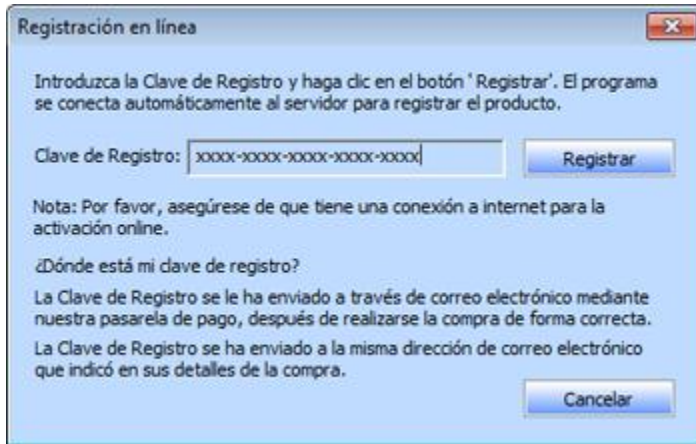 Registración en línea
Introduzca la Clave de Registro y haga clic en el botón ' Registrar'. El programa
se conecta automáticamente al servidor para registrar el producto.
Clave de Registro: xxxx-xxxx-xxxx-xxxx-xxxx Registrar
Nota: Por favor, asegúrese de que tiene una conexión a internet para la
activación online.
¿Dónde está mi clave de registro?
La Clave de Registro se le ha enviado a través de correo electrónico mediante
nuestra pasarela de pago, después de realizarse la compra de forma correcta.
La Clave de Registro se ha enviado a la misma dirección de correo electrónico
que indicó en sus detalles de la compra.
Cancelar